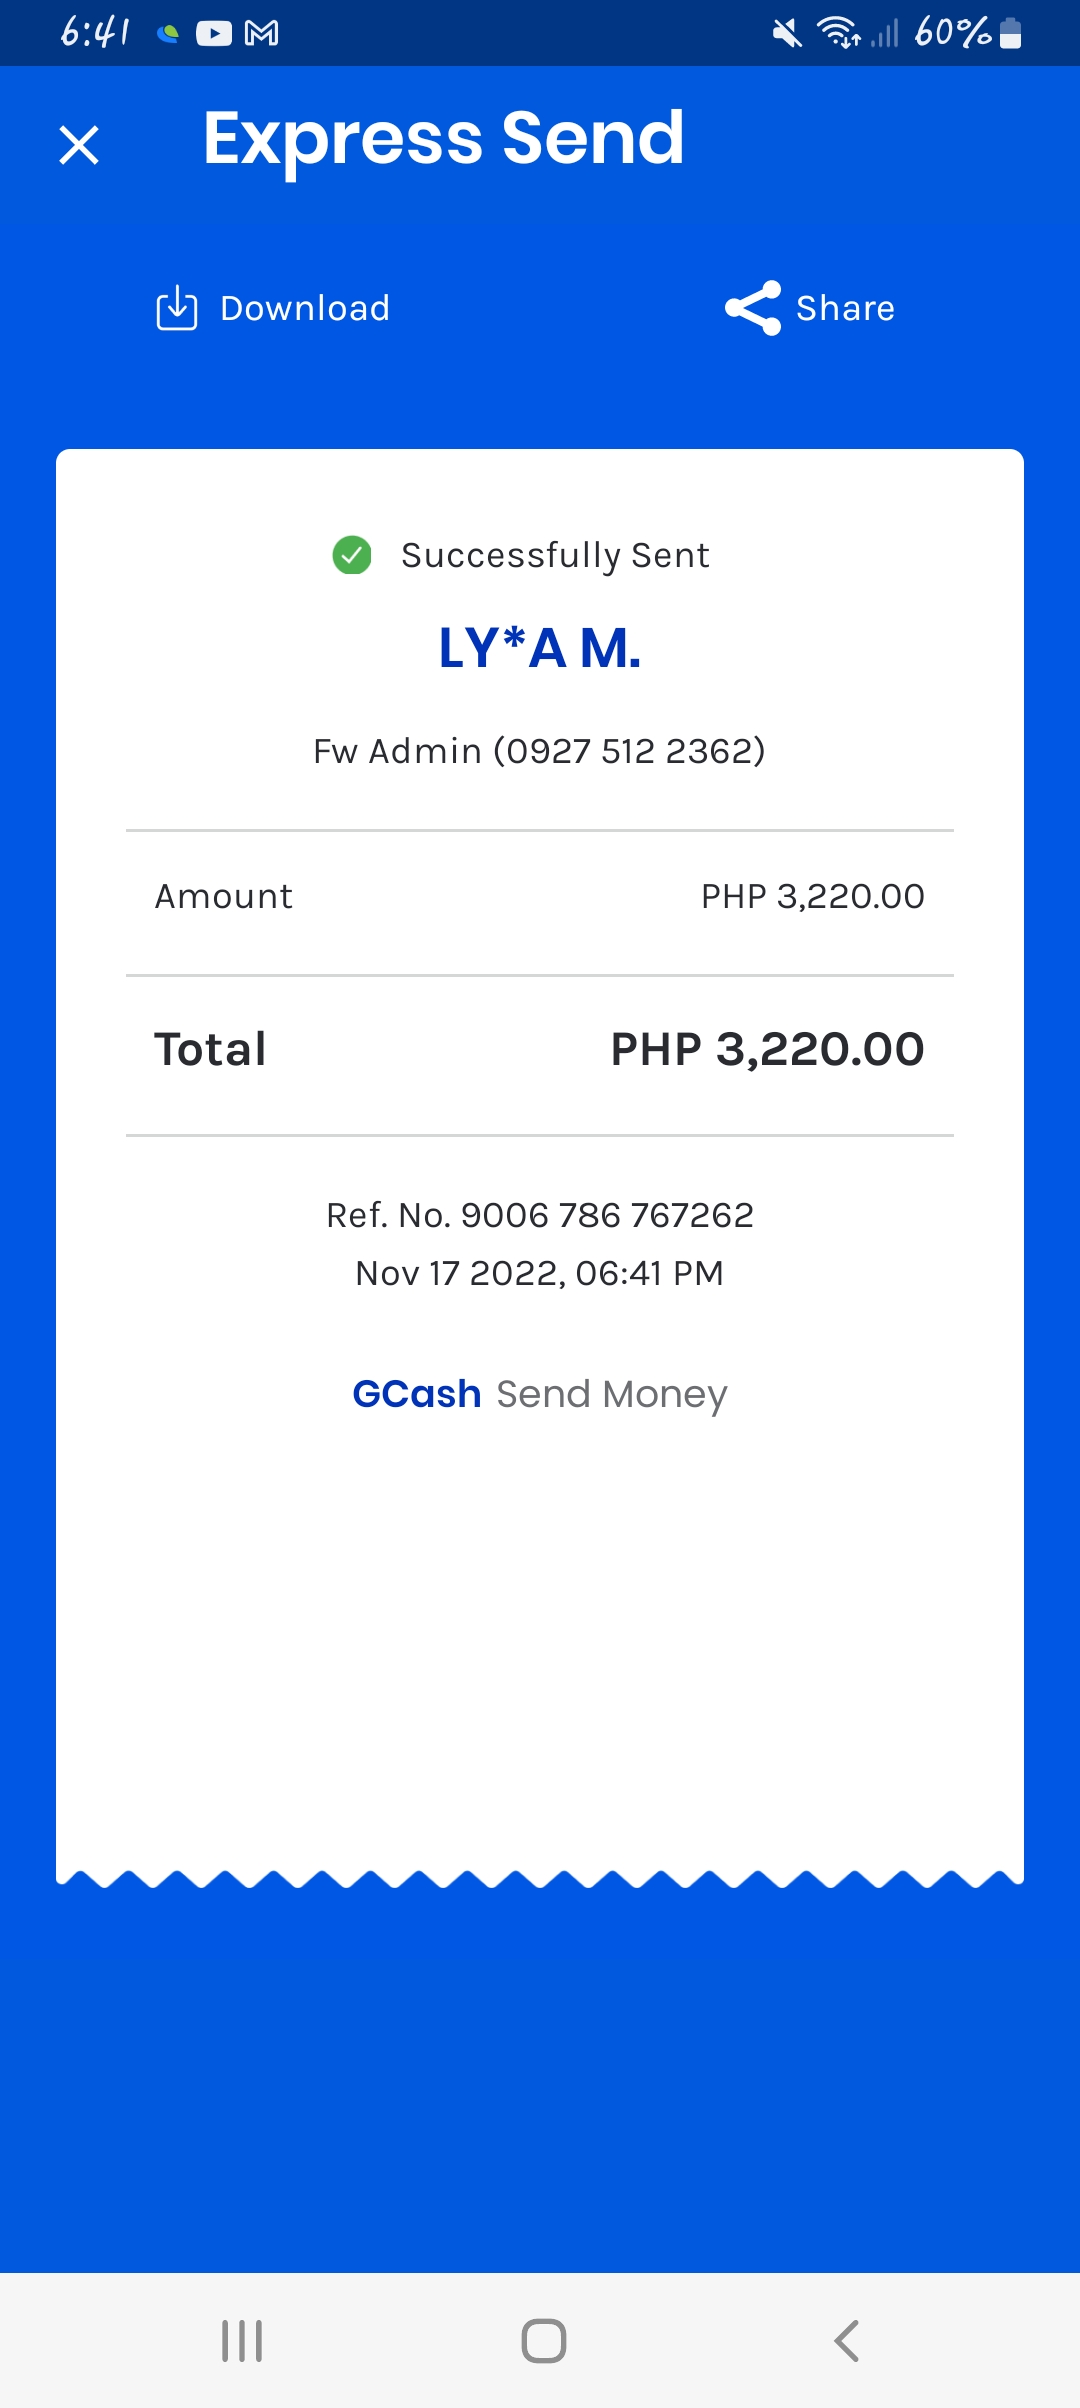 6:41 60%
Express Send
Download Share
Successfully Sent
LY*A M.
Fw Admin (0927 512 2362)
Amount PHP 3,220.00
Total PHP 3,220.00
Ref. No. 9006 786 767262
Nov 17 2022, 06:41 PM
GCash Send Money